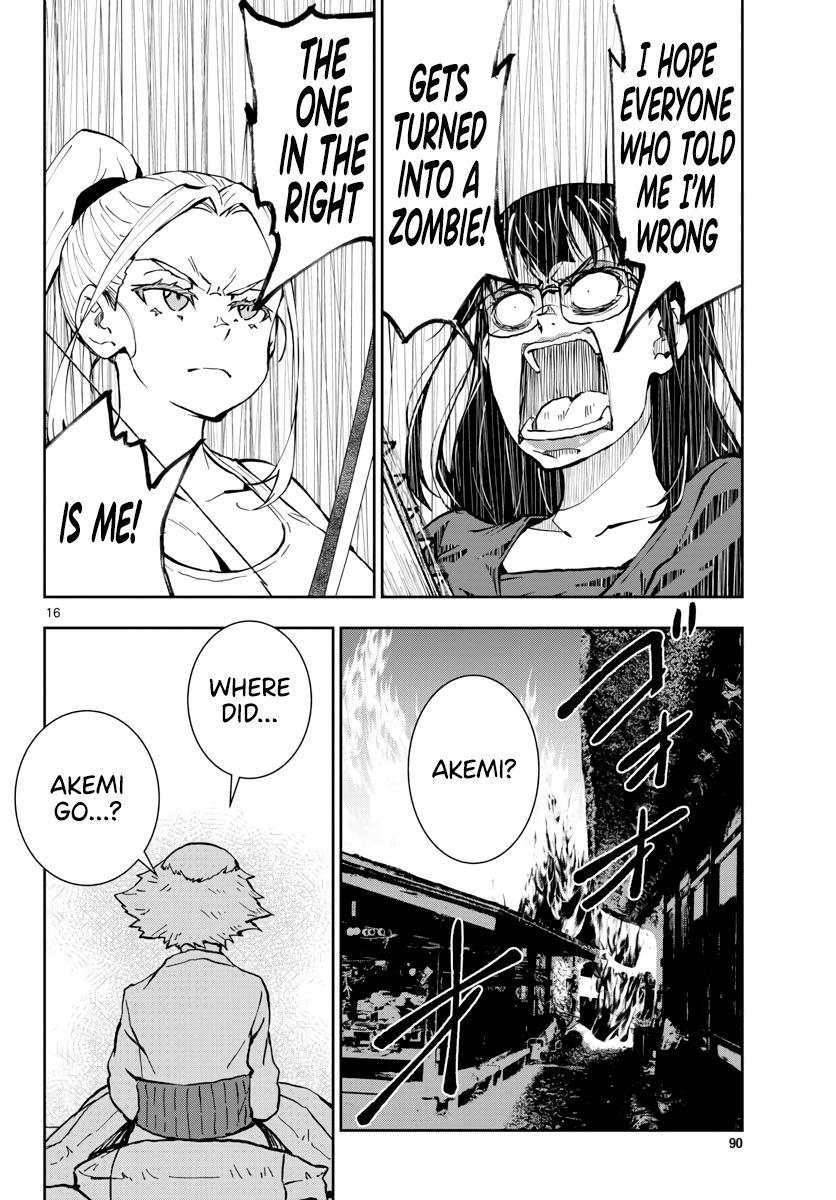 I HOPE
EVERYONE
WHO TOLD
ME I'M
WRONG
GETS
TURNED
INTO A
ZOMBIE!
THE
ONE
IN THE
RIGHT
IS ME!
16
AKEMI?
ゴォオオ
WHERE
DID...
AKEMI
GO...?
90